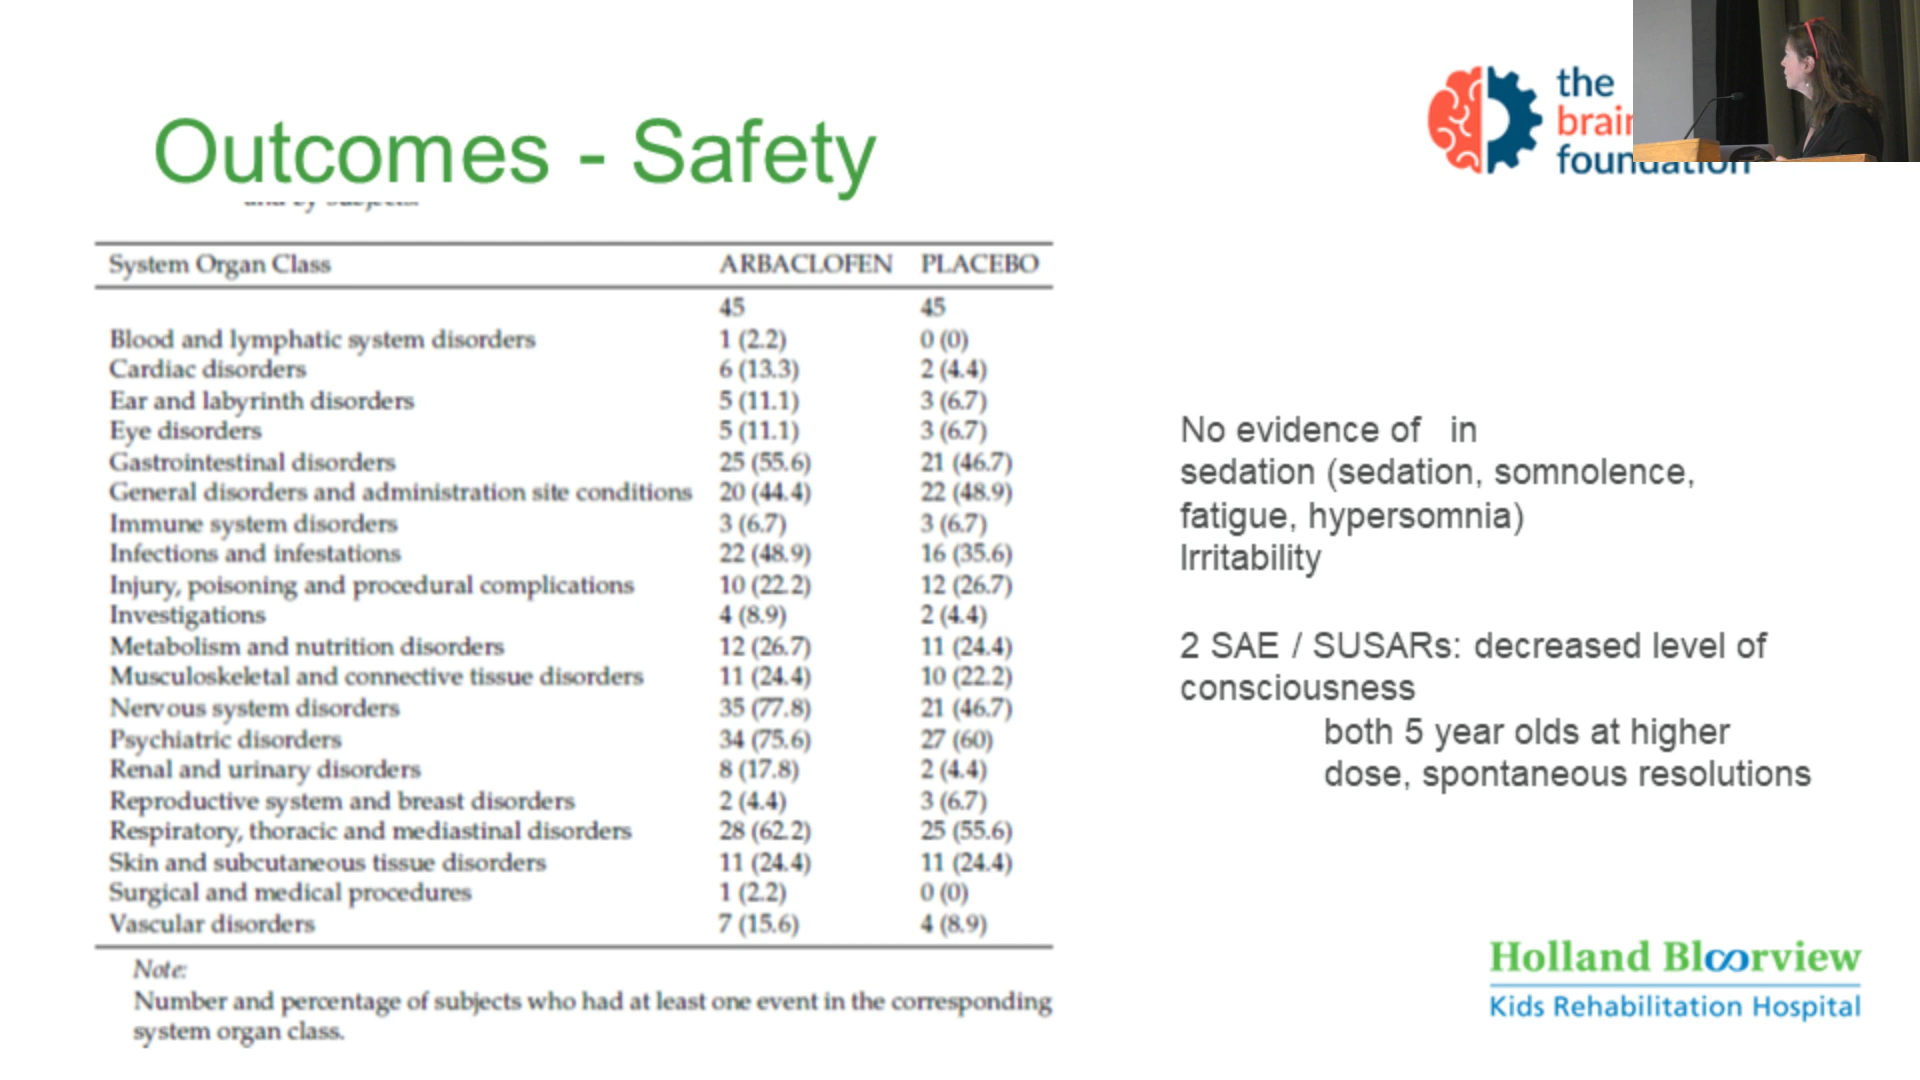 Outcomes - Safety
the
brain
foundation
and by subjects.
System Organ Class ARBACLOFEN PLACEBO
45 45
Blood and lymphatic system disorders 1 (2.2) 0 (0)
Cardiac disorders 6 (13.3) 2 (4.4)
Ear and labyrinth disorders 5 (11.1) 3 (6.7)
Eye disorders 5 (11.1) 3 (6.7)
Gastrointestinal disorders 25 (55.6) 21 (46.7)
General disorders and administration site conditions 20 (44.4) 22 (48.9)
Immune system disorders 3 (6.7) 3 (6.7)
Infections and infestations 22 (48.9) 16 (35.6)
Injury, poisoning and procedural complications 10 (22.2) 12 (26.7)
Investigations 4 (8.9) 2 (4.4)
Metabolism and nutrition disorders 12 (26.7) 11 (24.4)
Musculoskeletal and connective tissue disorders 11 (24.4) 10 (22.2)
Nervous system disorders 35 (77.8) 21 (46.7)
Psychiatric disorders 34 (75.6) 27 (60)
Renal and urinary disorders 8 (17.8) 2 (4.4)
Reproductive system and breast disorders 2 (4.4) 3 (6.7)
Respiratory, thoracic and mediastinal disorders 28 (62.2) 25 (55.6)
Skin and subcutaneous tissue disorders 11 (24.4) 11 (24.4)
Surgical and medical procedures 1 (2.2) 0 (0)
Vascular disorders 7 (15.6) 4 (8.9)
Note:
Number and percentage of subjects who had at least one event in the corresponding
system organ class.
No evidence of in
sedation (sedation, somnolence,
fatigue, hypersomnia)
Irritability
2 SAE / SUSARs: decreased level of
consciousness
both 5 year olds at higher
dose, spontaneous resolutions
Holland Bloorview
Kids Rehabilitation Hospital